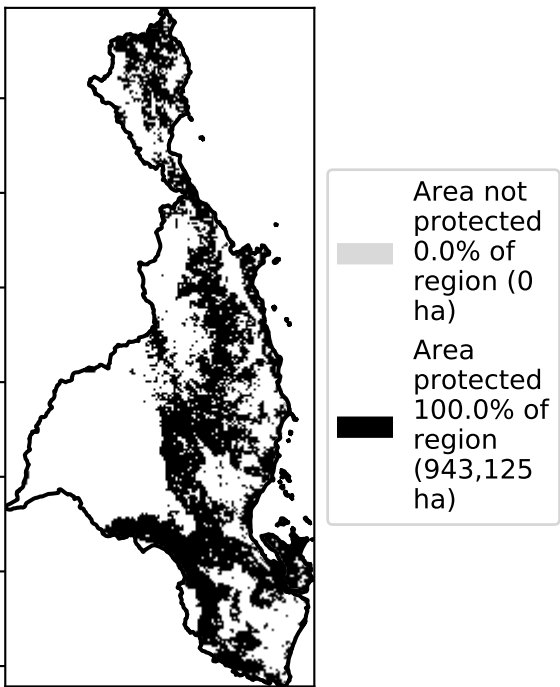 Area not
protected
0.0% of
region (0
ha)
Area
protected
100.0% of
region
(943,125
ha)